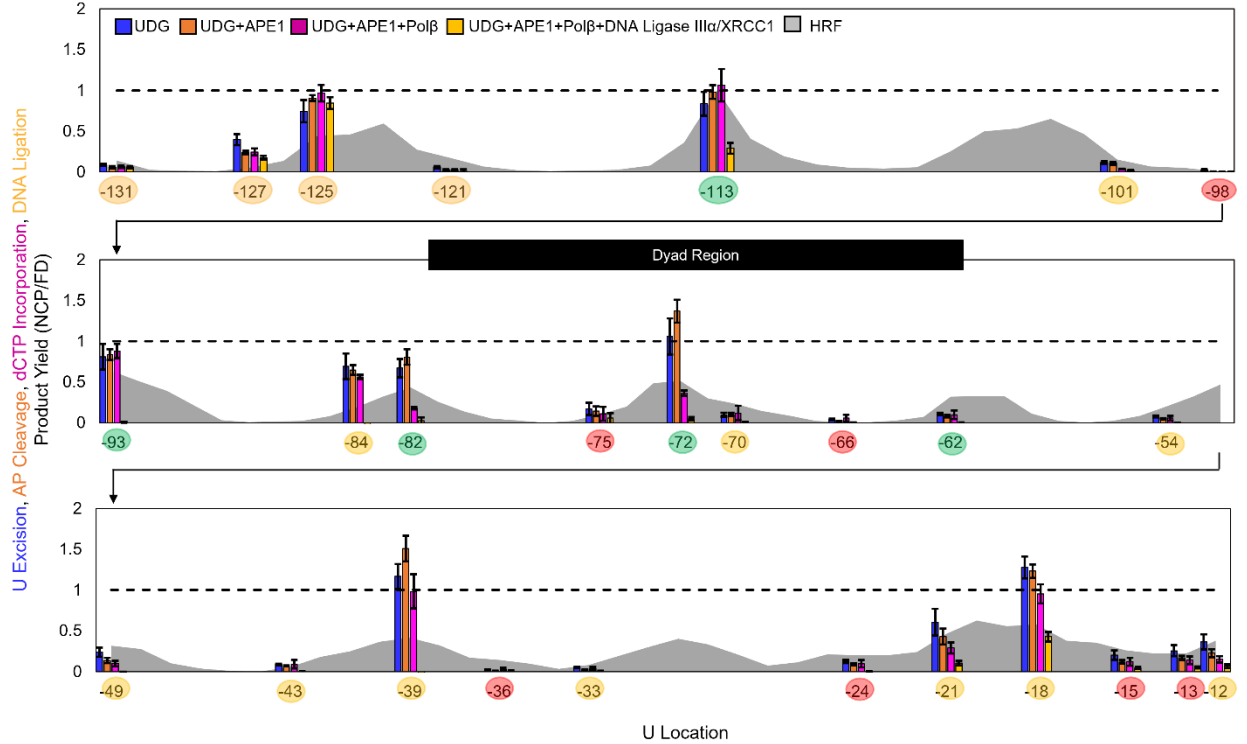 2
UDG UDG+APE1 UDG+APE1+Polβ UDG+APE1+Polβ+DNA Ligase IIIα/XRCC1 HRF
1.5
1
0.5
0
-131 -127 -125 -121 -113 -101 -98
Dyad Region
2
1.5
1
0.5
0
-93 -84 -82 -75 -72 -70 -66 -62 -54
2
1.5
1
0.5
0
-49 -43 -39 -36 -33 -24 -21 -18 -15 -13 -12
U Location
U Excision, AP Cleavage, dCTP Incorporation, DNA Ligation
Product Yield (NCP/FD)